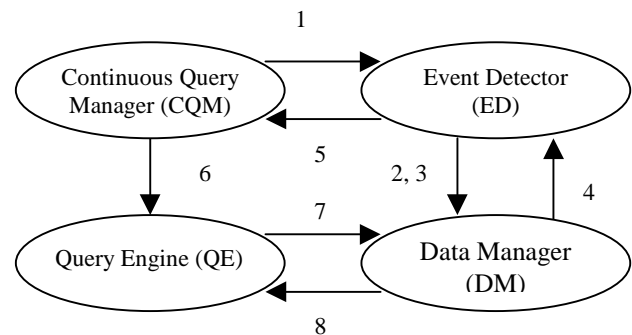 1
Continuous Query
Manager (CQM)
Event Detector
(ED)
5
6
2, 3
4
7
Query Engine (QE)
Data Manager
(DM)
8